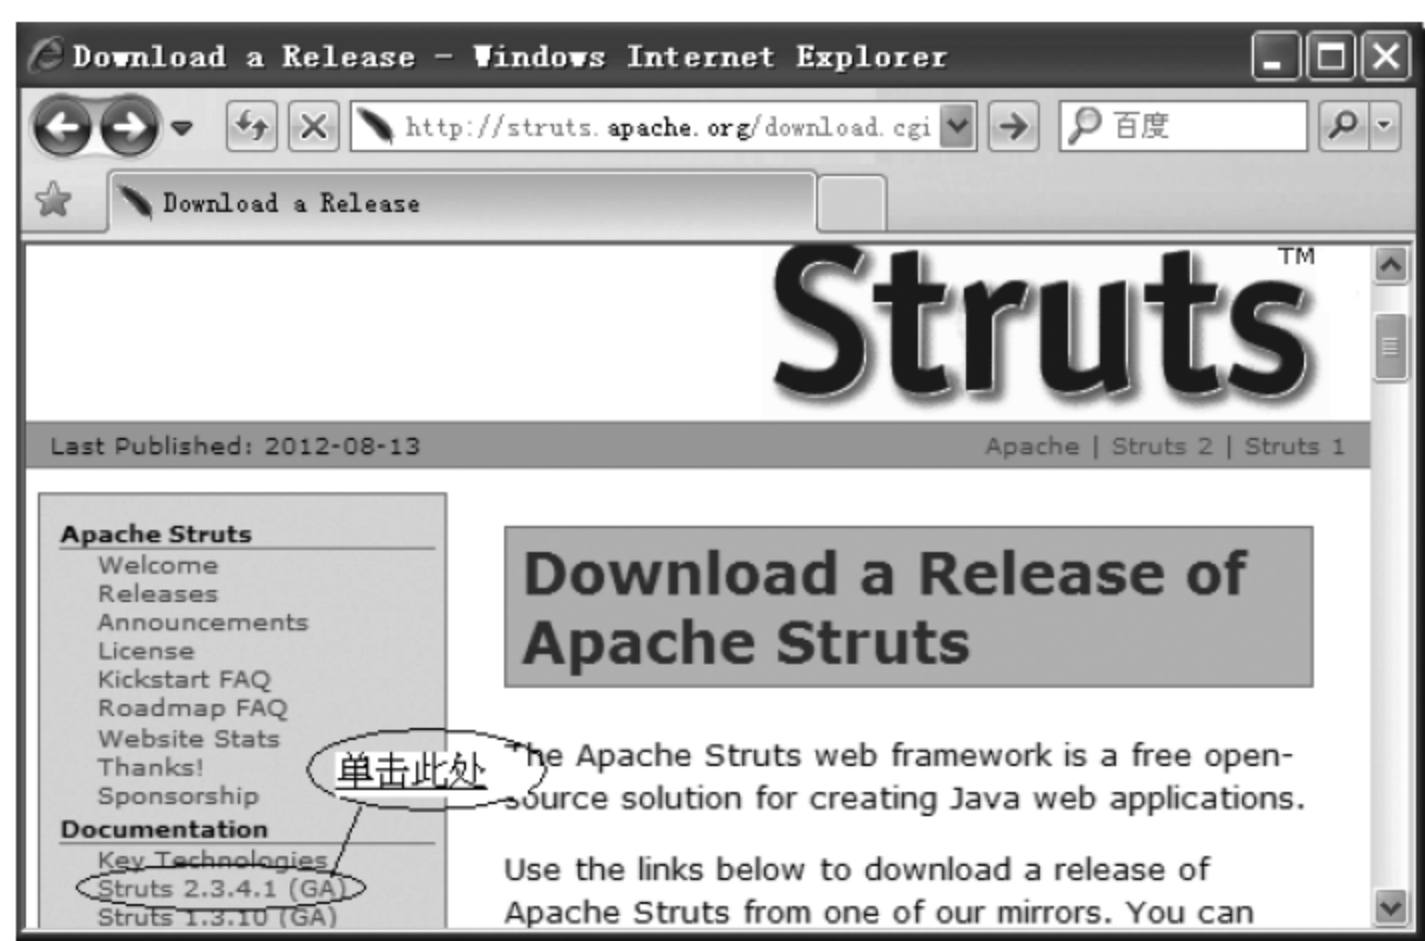 Download a Release - Windows Internet Explorer
http://struts.apache.org/download.cgi
百度
Download a Release
Struts™
Last Published: 2012-08-13
Apache | Struts 2 | Struts 1
Apache Struts
Welcome
Releases
Announcements
License
Kickstart FAQ
Roadmap FAQ
Website Stats
Thanks!
Sponsorship
Documentation
Key Technologies
Struts 2.3.4.1 (GA)
Struts 1.3.10 (GA)
单击此处
Download a Release of
Apache Struts
The Apache Struts web framework is a free open-
source solution for creating Java web applications.
Use the links below to download a release of
Apache Struts from one of our mirrors. You can